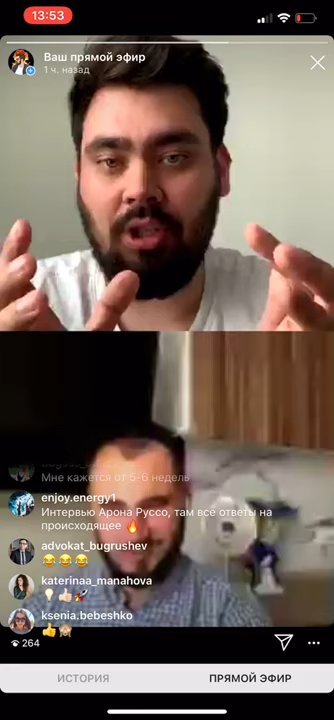 13:53
Ваш прямой эфир
1 ч. назад
Мне кажется от 5-6 недель
enjoy.energy1
Интервью Арона Руссо, там все ответы на
происходящее 🔥
advokat_bugrushev
😂😂😂
katerinaa_manahova
💡👍🏻🚀
ksenia.bebeshko
👍🙈
264
ИСТОРИЯ
ПРЯМОЙ ЭФИР